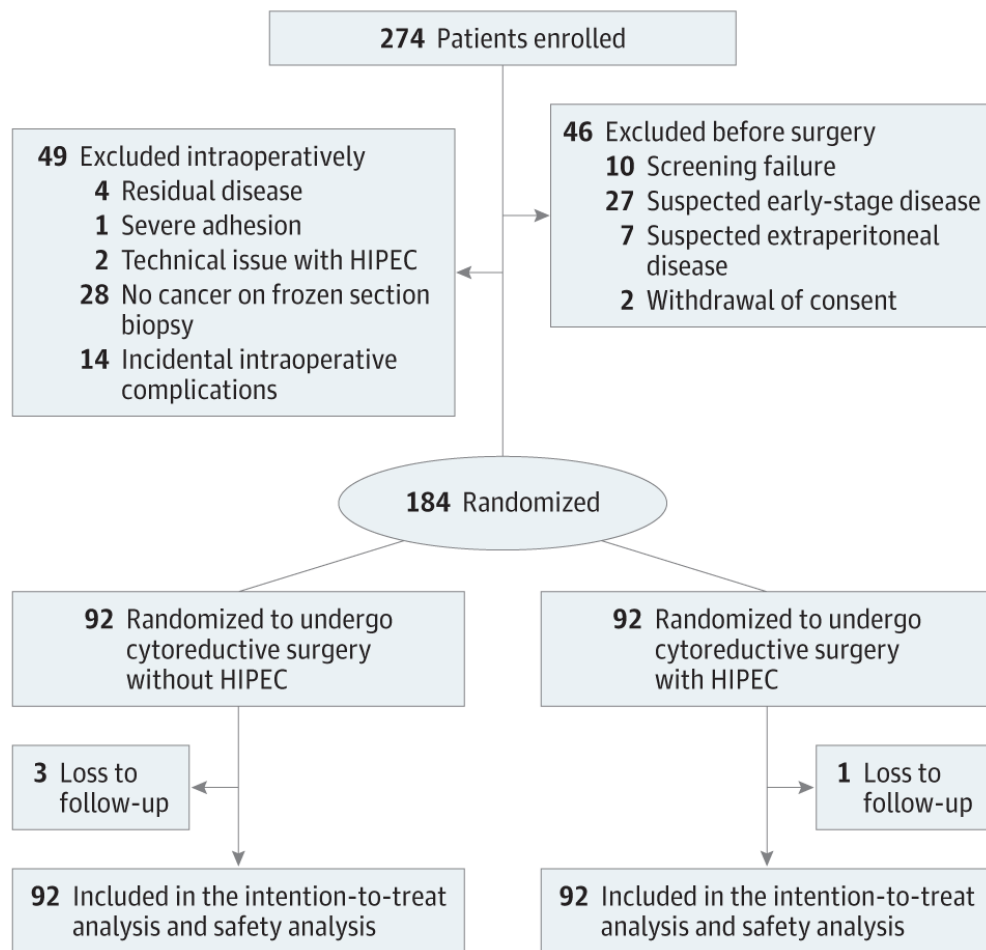 274 Patients enrolled
46 Excluded before surgery
10 Screening failure
27 Suspected early-stage disease
7 Suspected extraperitoneal
disease
2 Withdrawal of consent
49 Excluded intraoperatively
4 Residual disease
1 Severe adhesion
2 Technical issue with HIPEC
28 No cancer on frozen section
biopsy
14 Incidental intraoperative
complications
184 Randomized
92 Randomized to undergo
cytoreductive surgery
without HIPEC
92 Randomized to undergo
cytoreductive surgery
with HIPEC
3 Loss to
follow-up
1 Loss to
follow-up
92 Included in the intention-to-treat
analysis and safety analysis
92 Included in the intention-to-treat
analysis and safety analysis